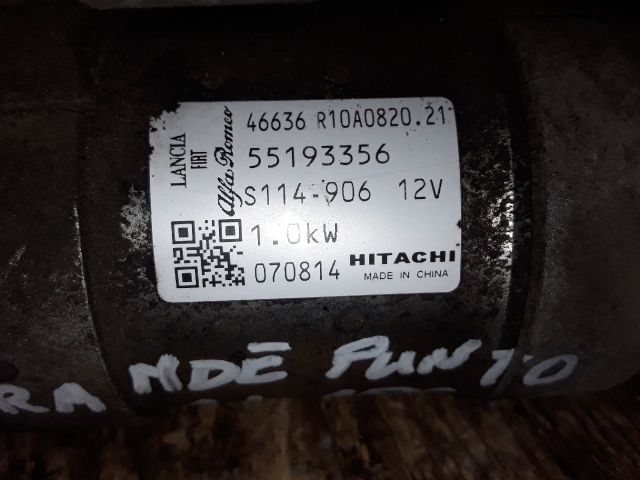 46636 R10A0820.21
LANCIA
FIAT
Alfa Romeo
55193356
S114-906 12V
1.0kW
070814 HITACHI
MADE IN CHINA
RANDĒ PUNTO